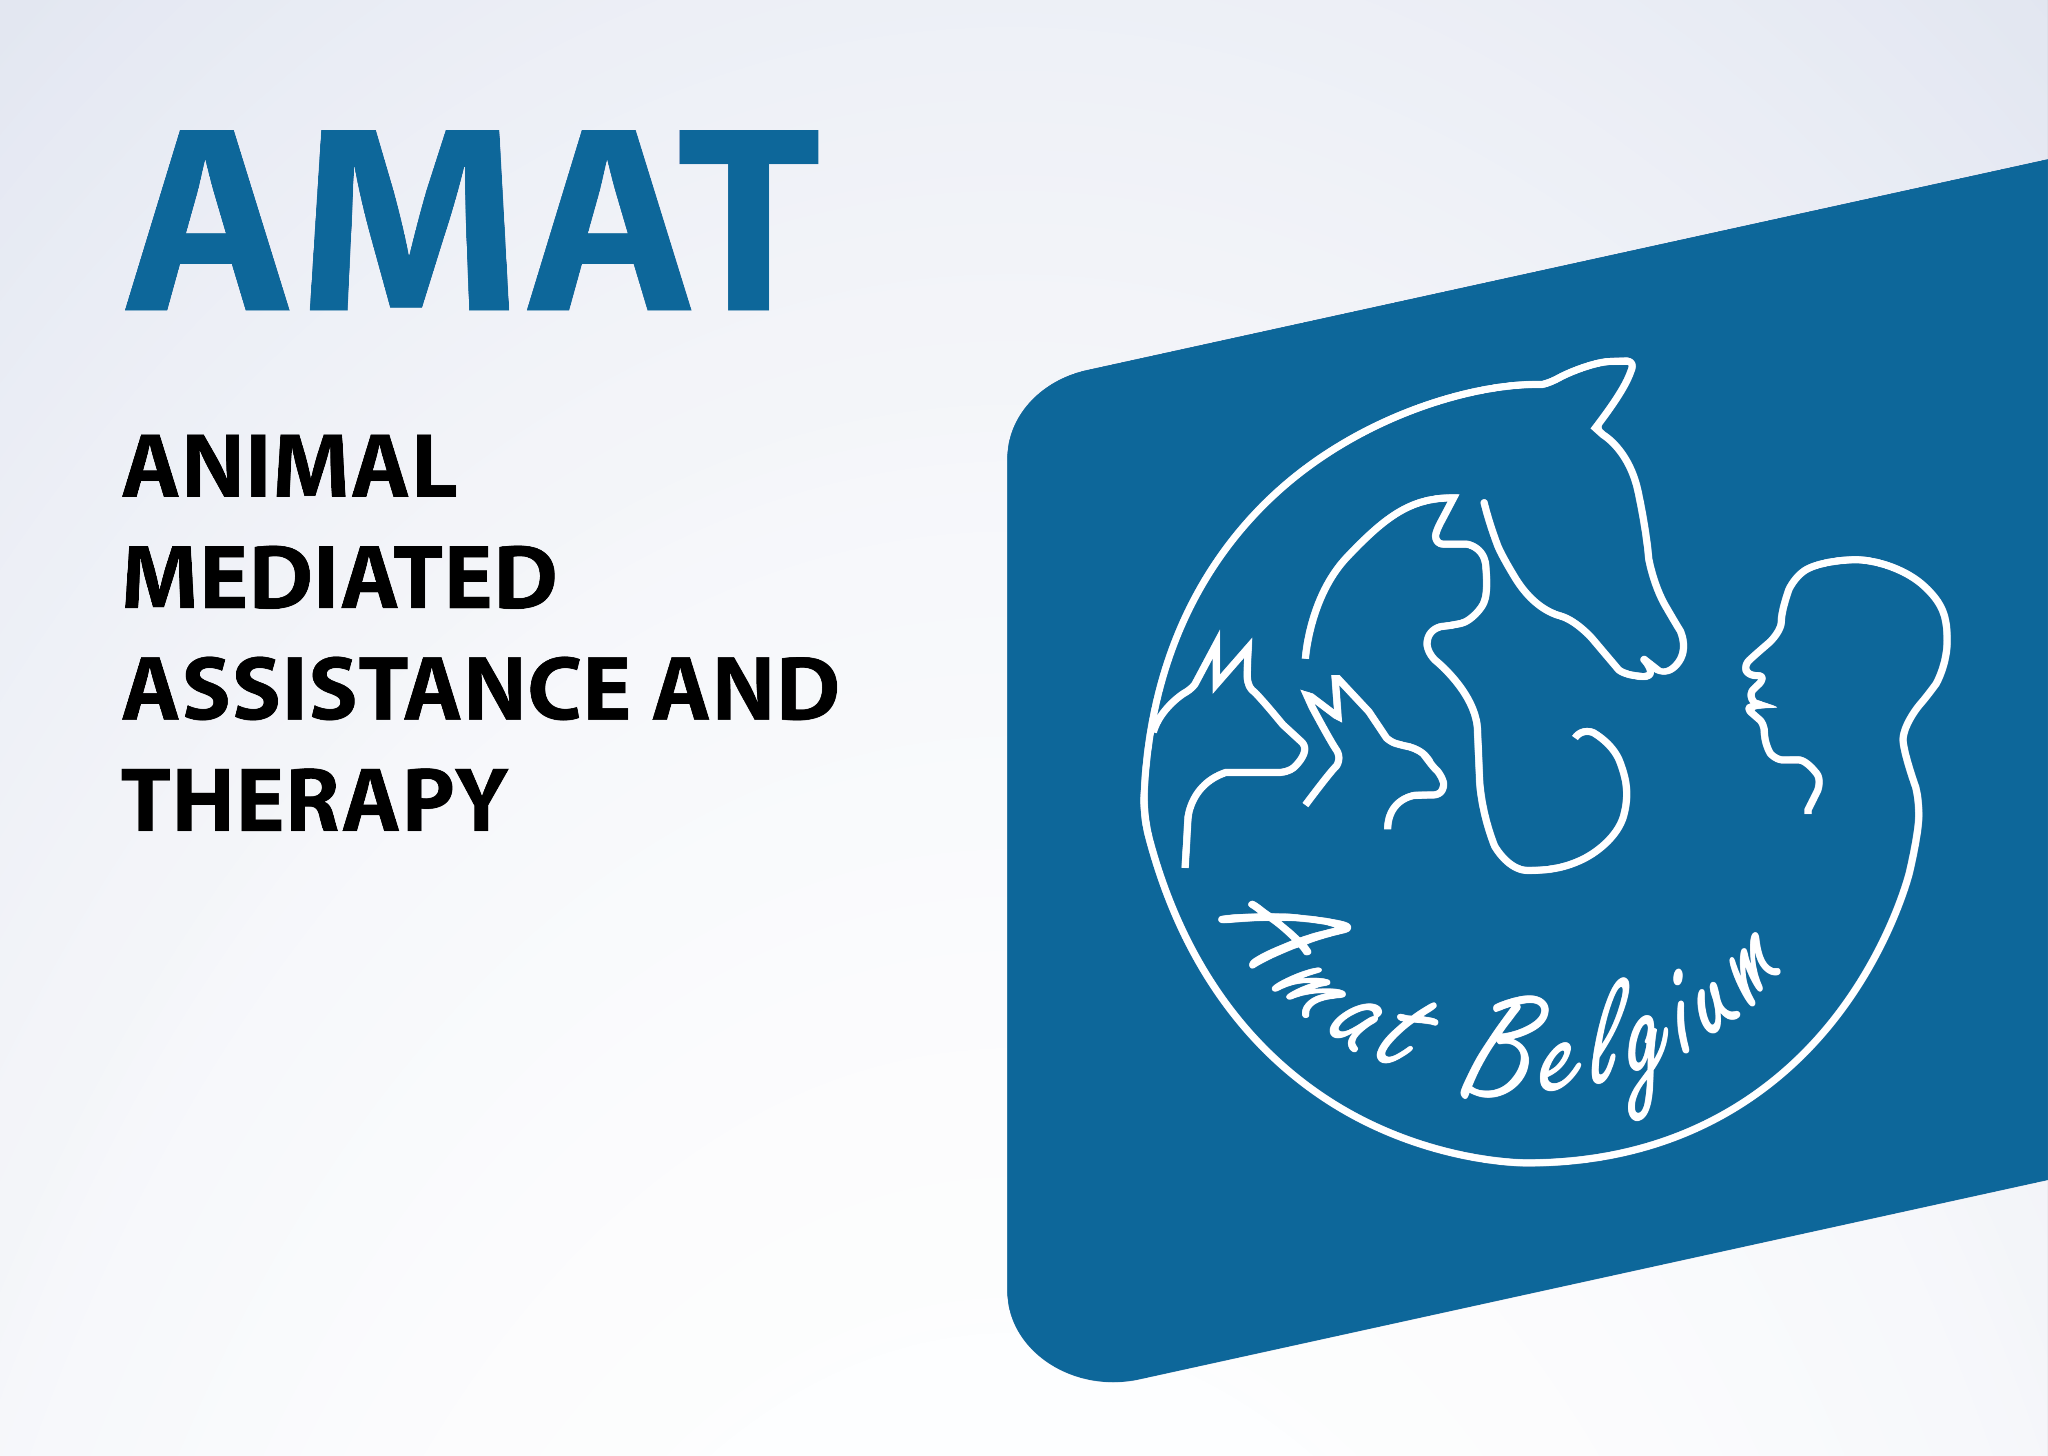 AMAT
ANIMAL
MEDIATED
ASSISTANCE AND
THERAPY
Amat Belgium